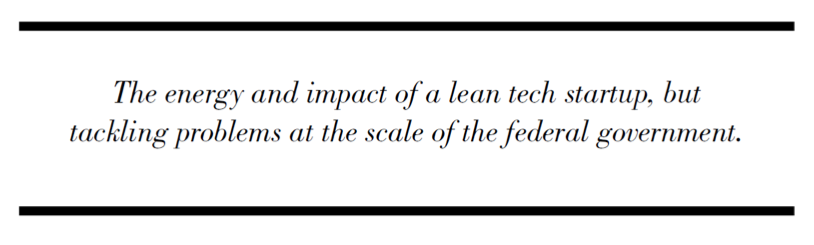 The energy and impact of a lean tech startup, but
tackling problems at the scale of the federal government.